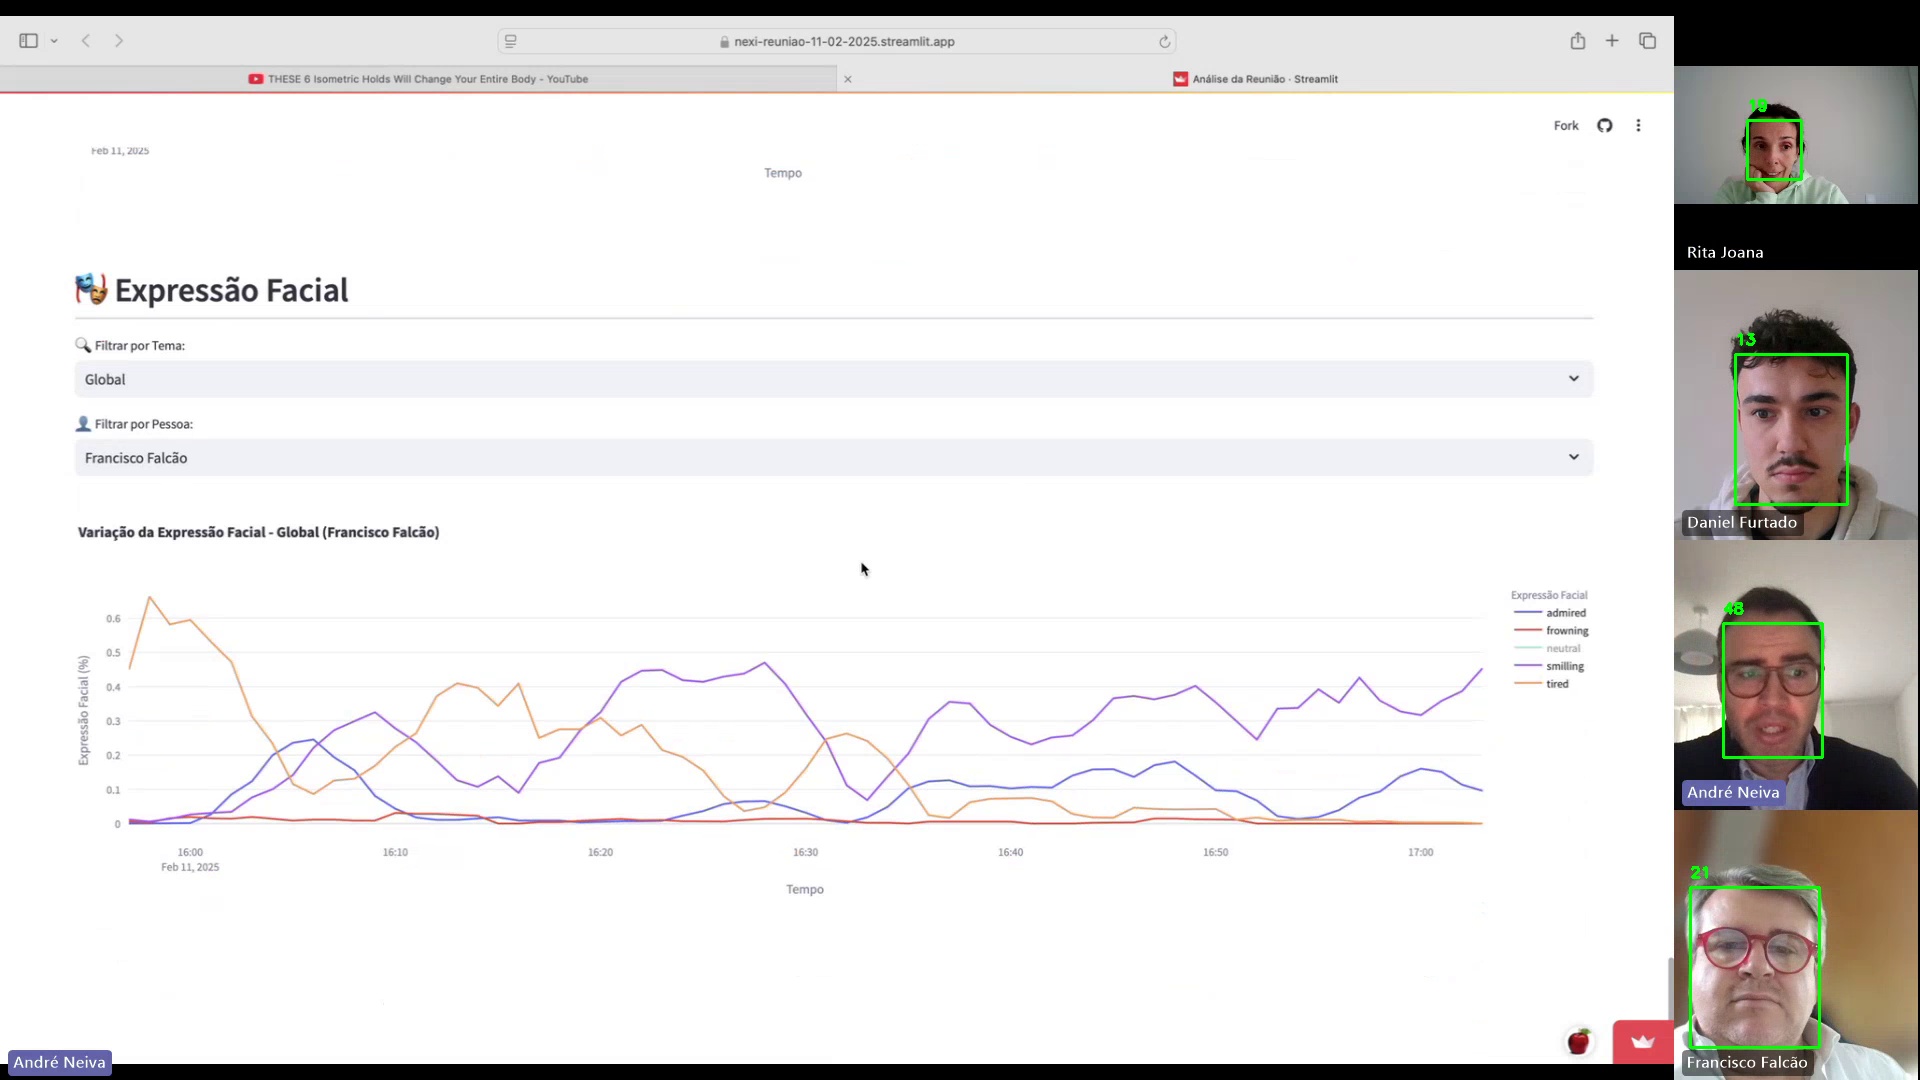 nexi-reuniao-11-02-2025.streamlit.app
THESE 6 Isometric Holds Will Change Your Entire Body - YouTube
Análise da Reunião · Streamlit
Fork
Feb 11, 2025
Tempo
Expressão Facial
Filtrar por Tema:
Global
Filtrar por Pessoa:
Francisco Falcão
Variação da Expressão Facial - Global (Francisco Falcão)
Expressão Facial (%)
0.6
0.5
0.4
0.3
0.2
0.1
0
16:00
Feb 11, 2025
16:10
16:20
16:30
16:40
16:50
17:00
Tempo
Expressão Facial
admired
frowning
neutral
smilling
tired
André Neiva
19
Rita Joana
13
Daniel Furtado
48
André Neiva
21
Francisco Falcão